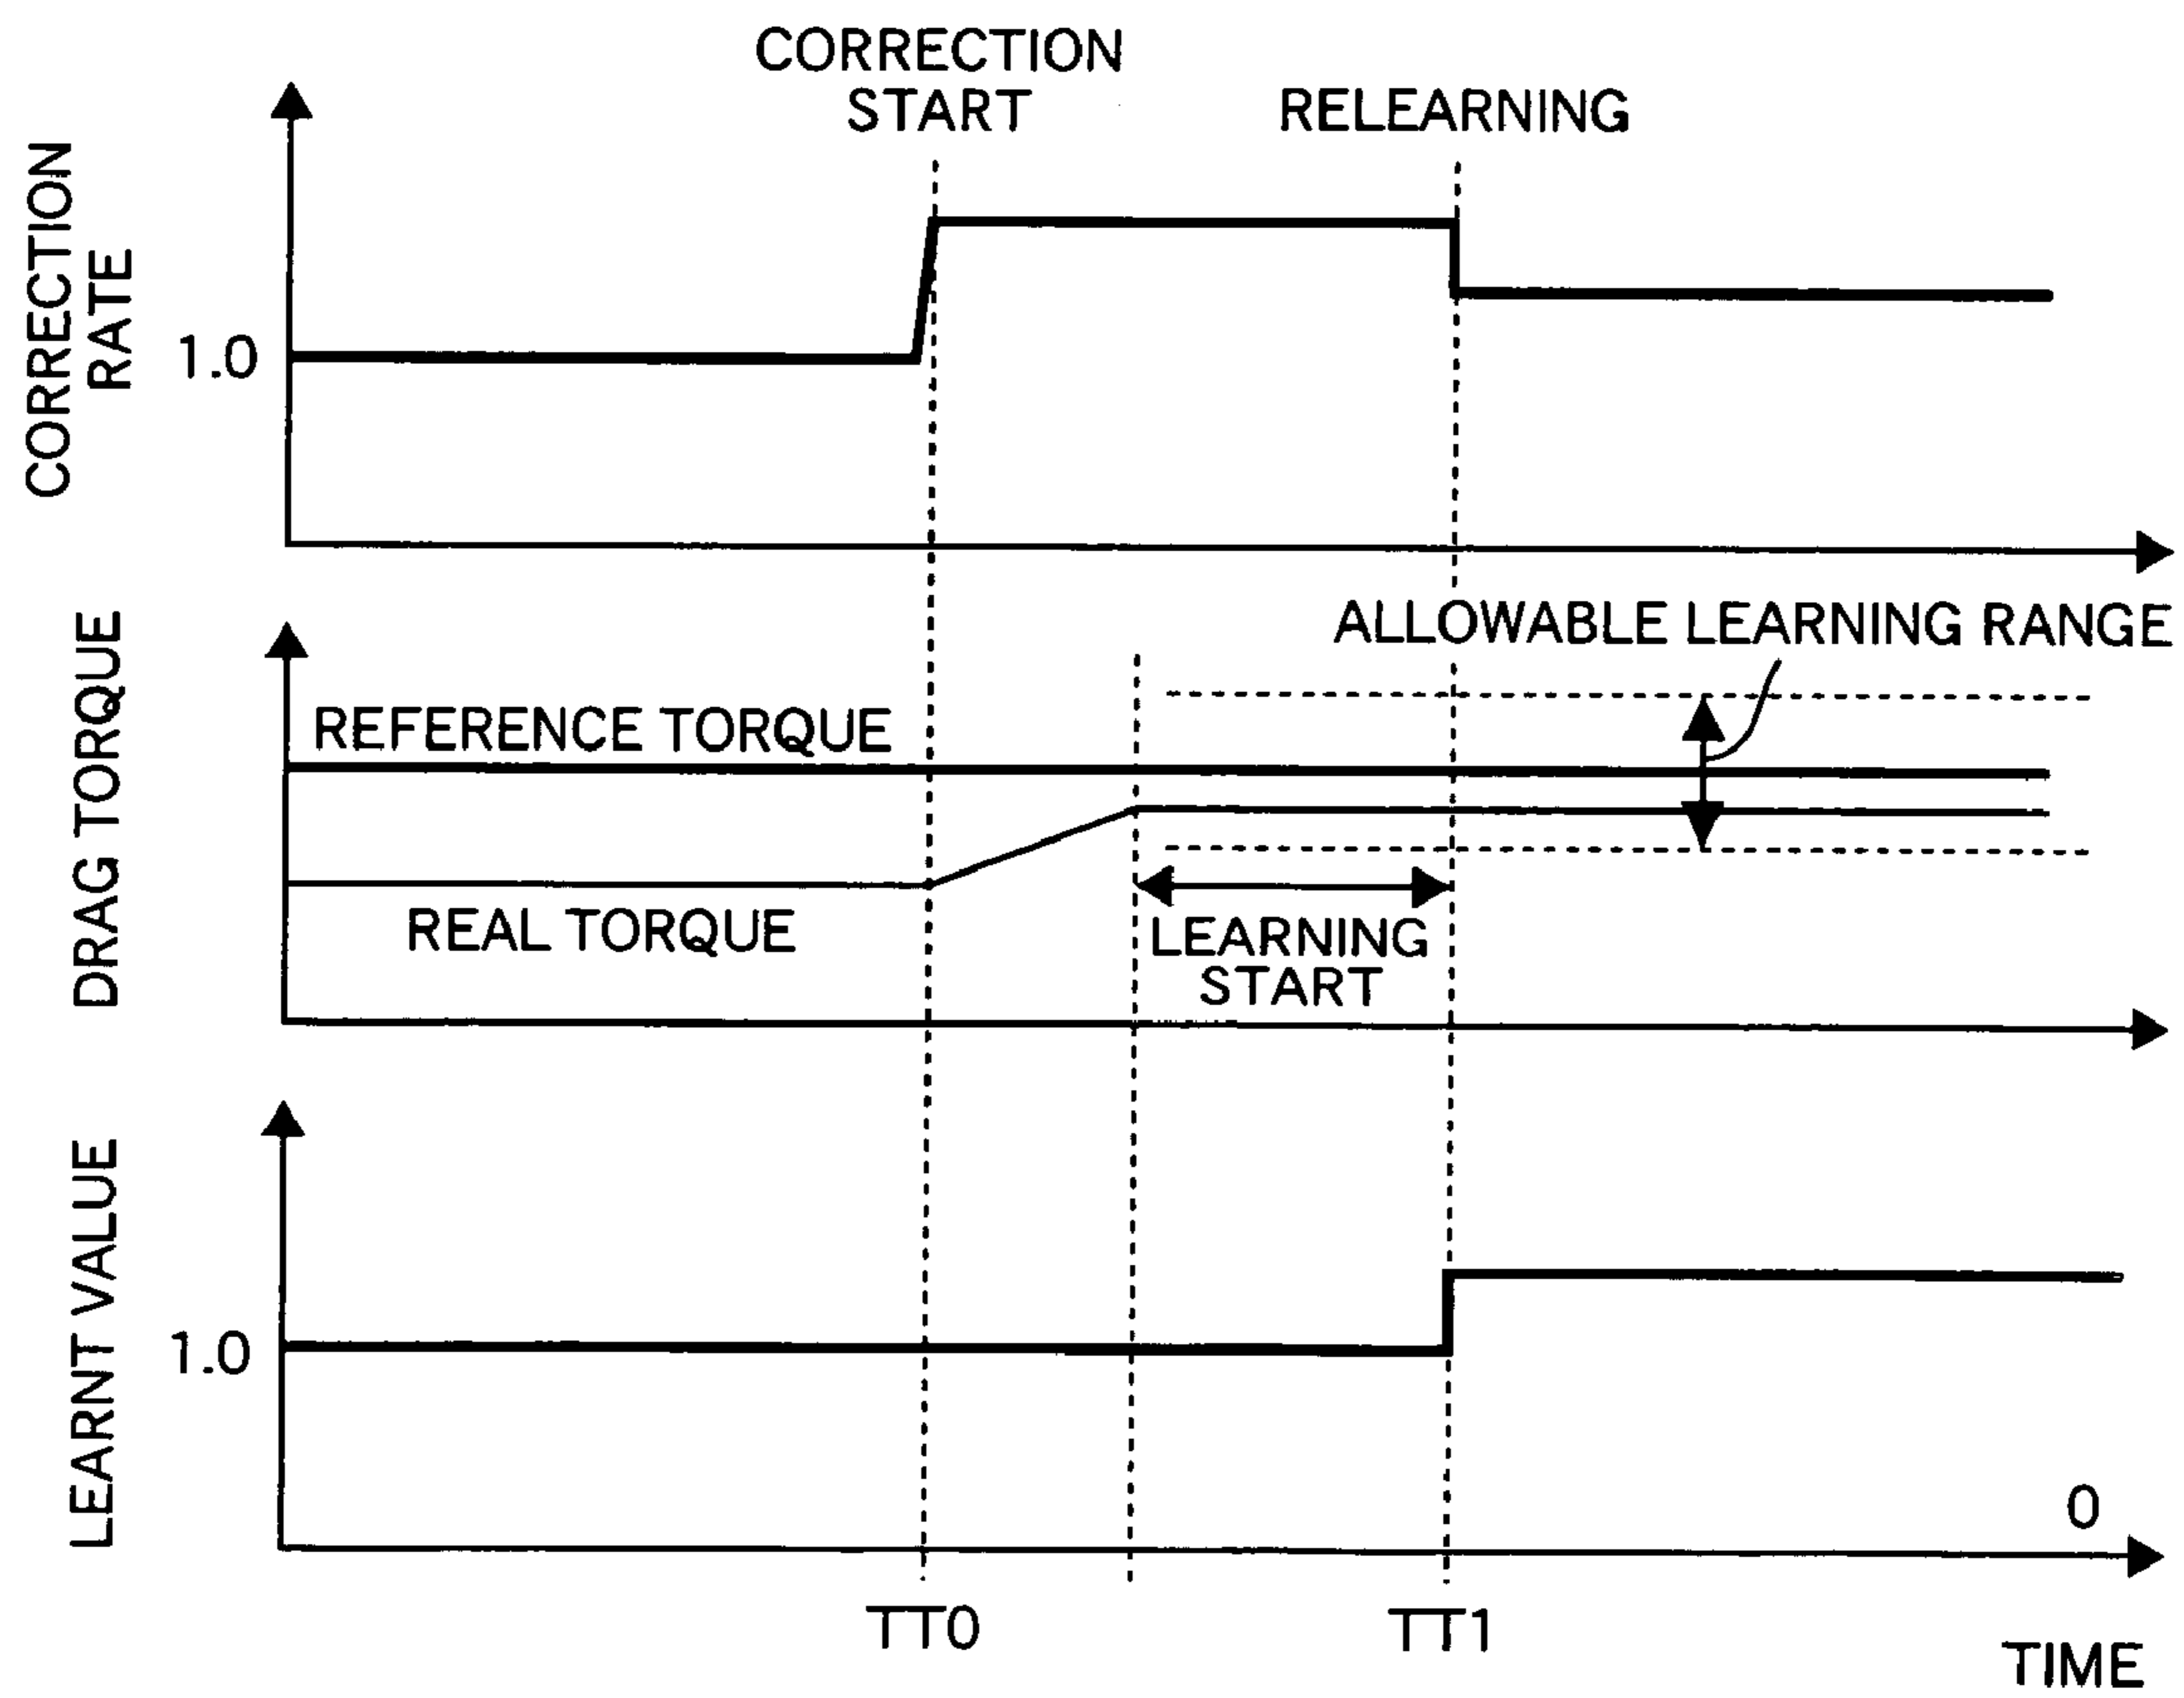 CORRECTION
START
RELEARNING
CORRECTION
RATE
1.0
ALLOWABLE LEARNING RANGE
DRAG TORQUE
REFERENCE TORQUE
REAL TORQUE
LEARNING
START
LEARNT VALUE
1.0
0
TT0
TT1
TIME